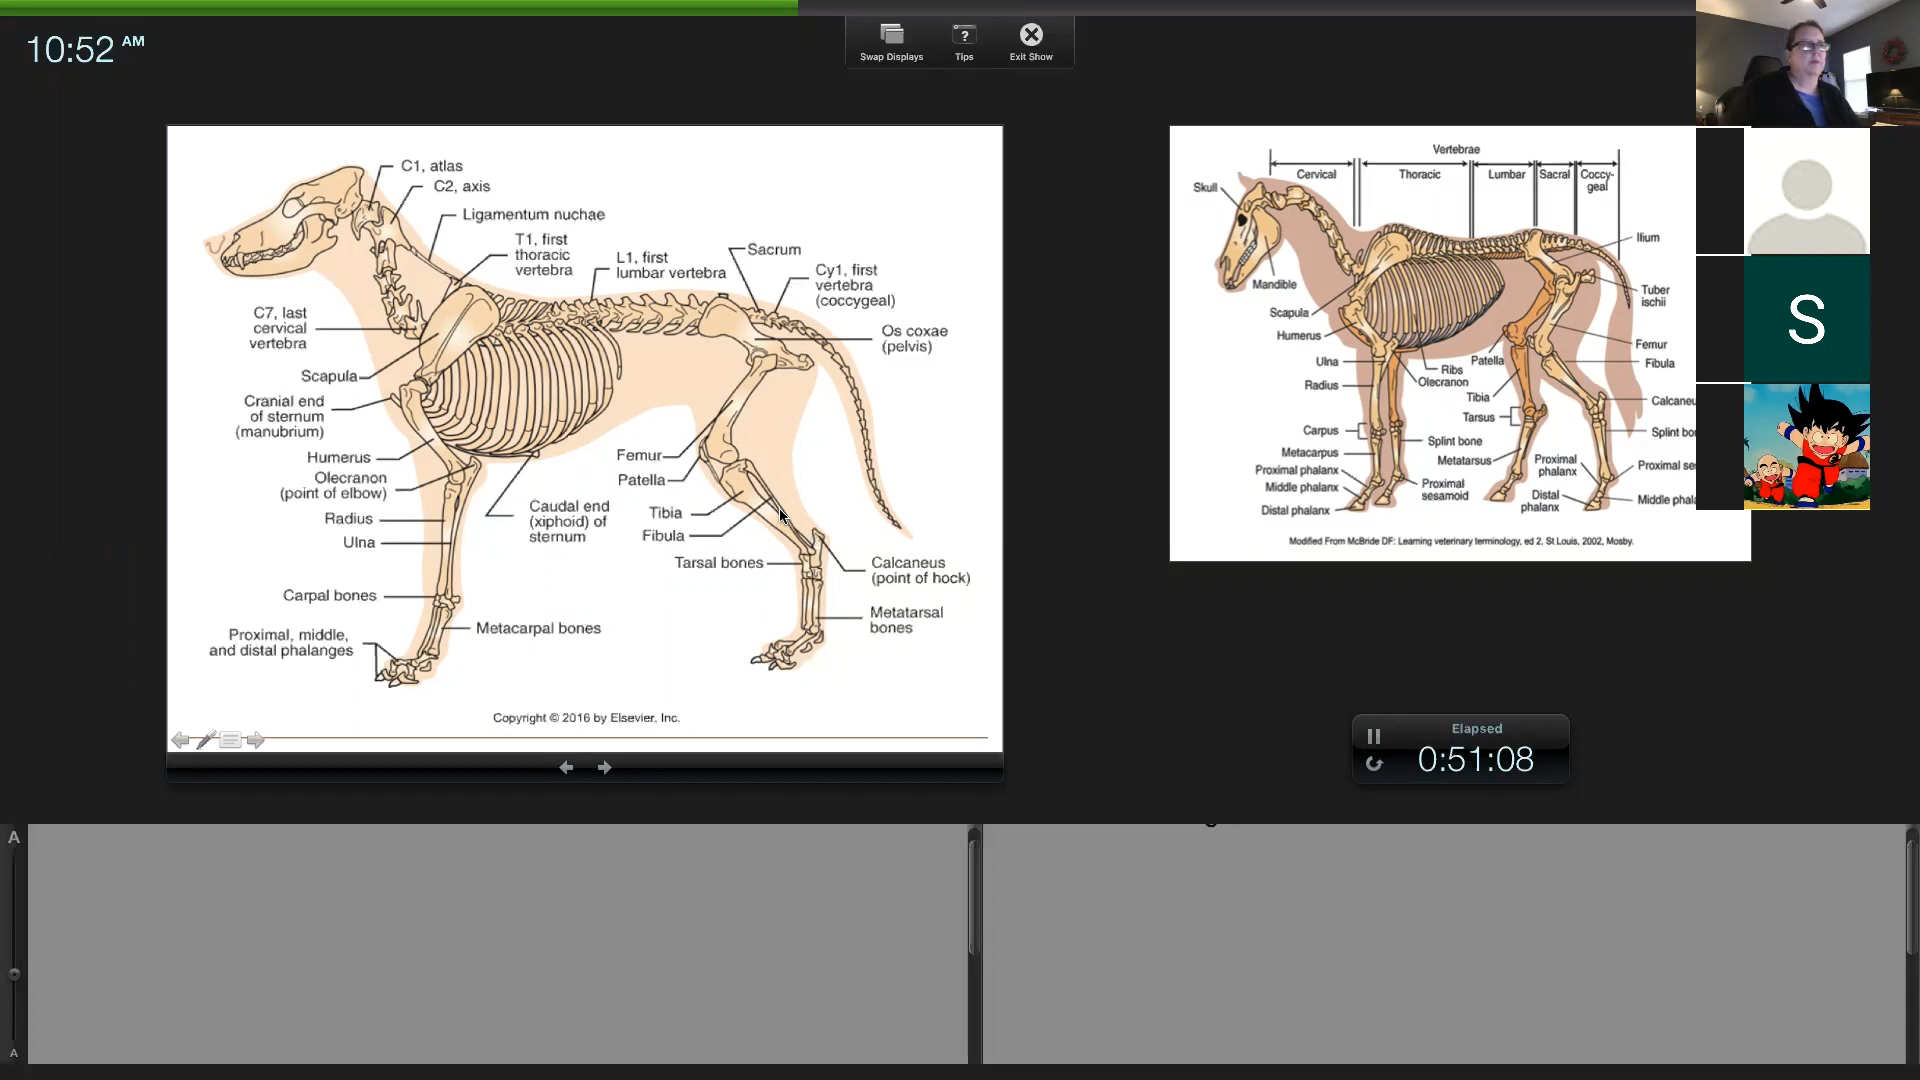 10:52 AM
Swap Displays
Tips
Exit Show
C1, atlas
C2, axis
Ligamentum nuchae
T1, first
thoracic
vertebra
L1, first
lumbar vertebra
Sacrum
Cy1, first
vertebra
(coccygeal)
Os coxae
(pelvis)
C7, last
cervical
vertebra
Scapula
Cranial end
of sternum
(manubrium)
Humerus
Olecranon
(point of elbow)
Radius
Ulna
Carpal bones
Proximal, middle,
and distal phalanges
Metacarpal bones
Caudal end
(xiphoid) of
sternum
Femur
Patella
Tibia
Fibula
Tarsal bones
Calcaneus
(point of hock)
Metatarsal
bones
Copyright © 2016 by Elsevier, Inc.
Vertebrae
Cervical
Thoracic
Lumbar
Sacral
Coccy-
geal
Skull
Mandible
Scapula
Humerus
Ulna
Radius
Carpus
Metacarpus
Proximal phalanx
Middle phalanx
Distal phalanx
Ribs
Olecranon
Splint bone
Proximal
sesamoid
Patella
Tibia
Tarsus
Metatarsus
Proximal
phalanx
Distal
phalanx
Ilium
Tuber
ischii
Femur
Fibula
Calcaneu
Splint bo
Proximal se
Middle phal
Modified From McBride DF: Learning veterinary terminology, ed 2, St Louis, 2002, Mosby.
S
Elapsed
0:51:08
A
A